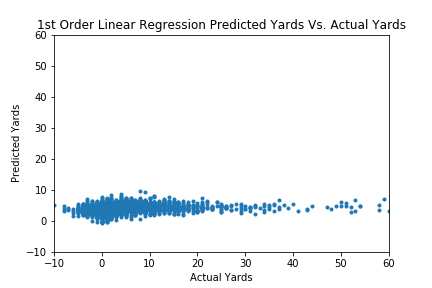 1st Order Linear Regression Predicted Yards Vs. Actual Yards
60
50
40
30
20
10
0
−10
Predicted Yards
−10 0 10 20 30 40 50 60
Actual Yards